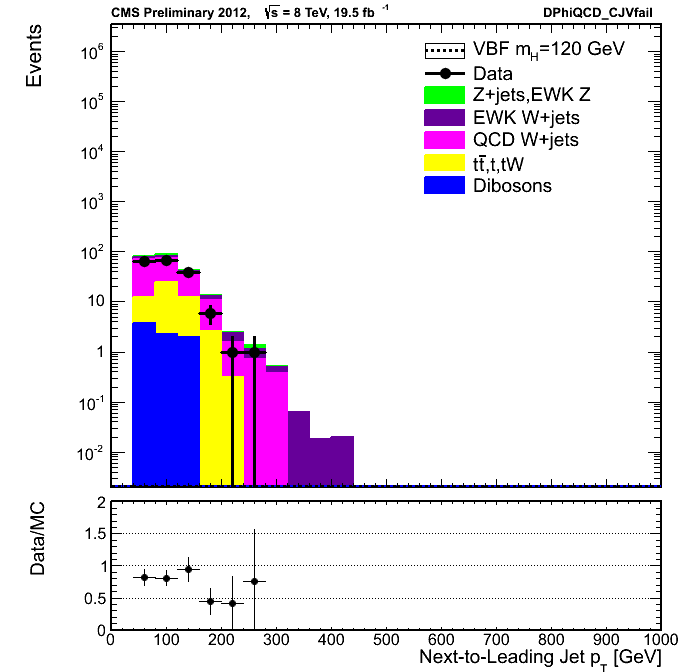 CMS Preliminary 2012, √s = 8 TeV, 19.5 fb⁻¹ DPhiQCD_CJVfail
Events
10⁶
10⁵
10⁴
10³
10²
10
1
10⁻¹
10⁻²
VBF m_H=120 GeV
Data
Z+jets,EWK Z
EWK W+jets
QCD W+jets
tt̄,t,tW
Dibosons
Data/MC
2
1.5
1
0.5
0
0 100 200 300 400 500 600 700 800 900 1000
Next-to-Leading Jet p_T [GeV]